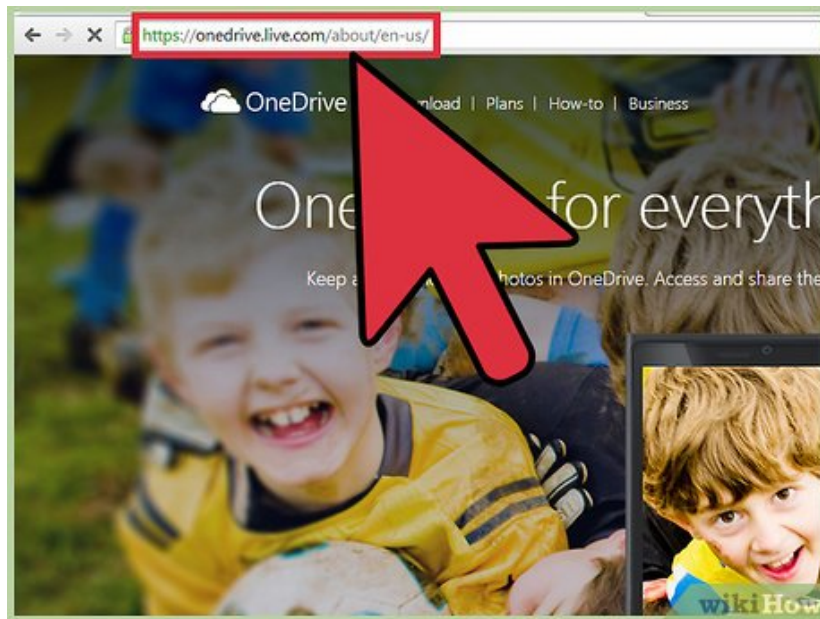 https://onedrive.live.com/about/en-us/
OneDrive nload | Plans | How-to | Business
One for everyth
Keep a hotos in OneDrive. Access and share the
wikiHow